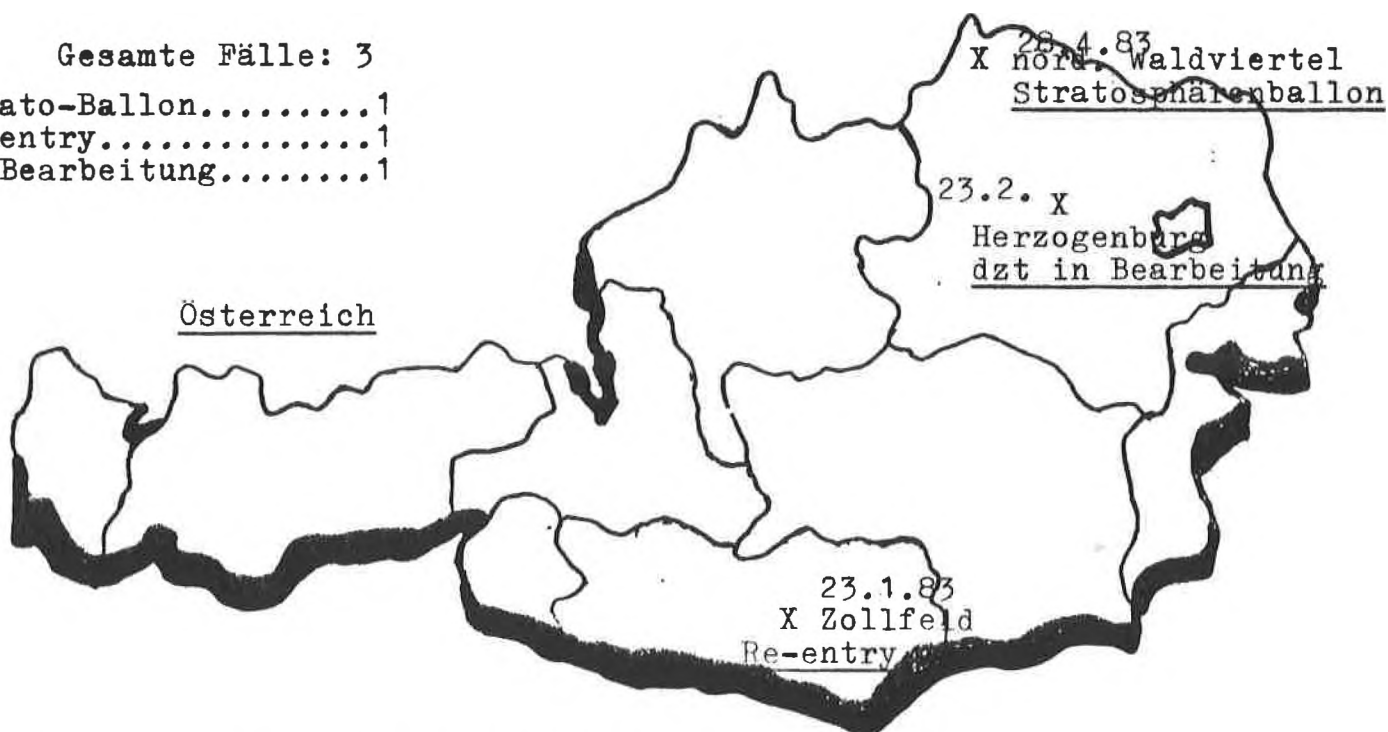 Gesamte Fälle: 3
ato-Ballon.........1
entry..............1
Bearbeitung........1
28.4.83
X nörd. Waldviertel
Stratosphärenballon
23.2. X
Herzogenburg
dzt in Bearbeitung
Österreich
23.1.83
X Zollfeld
Re-entry